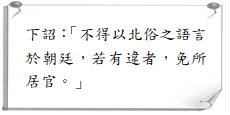 下詔：「不得以北俗之語言
於朝廷，若有違者，免所
居官。」